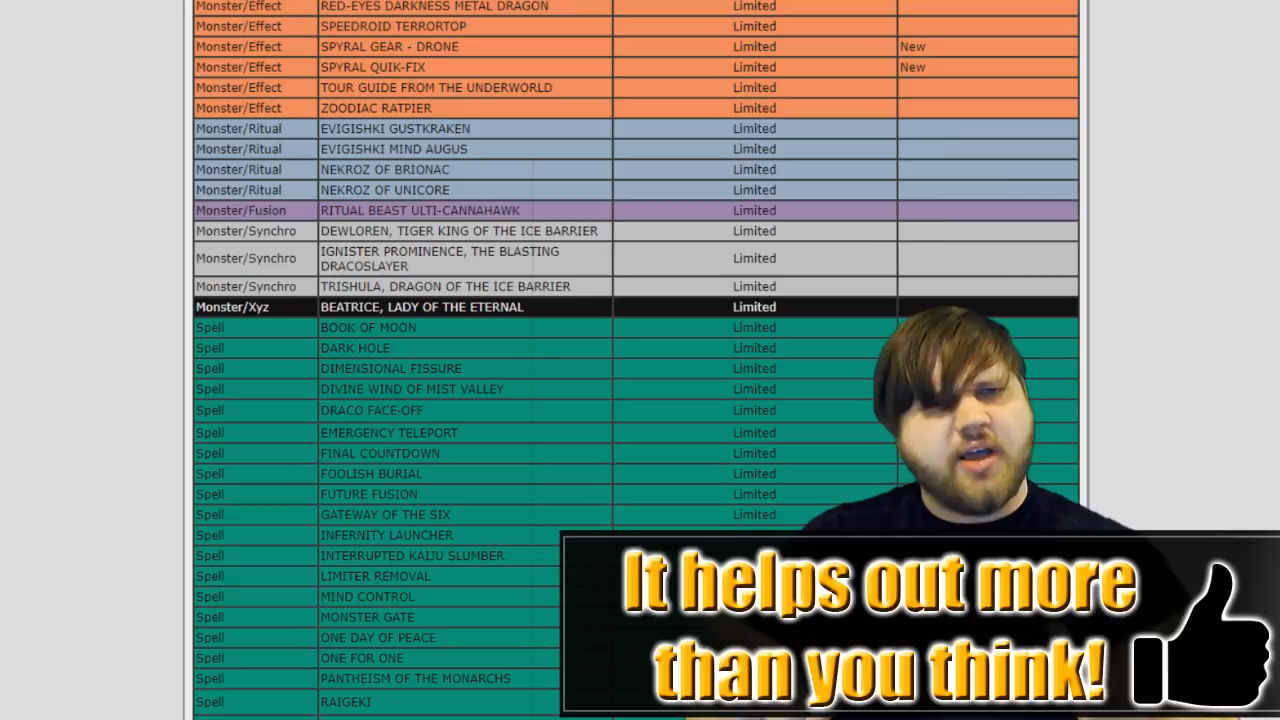 Monster/Effect RED-EYES DARKNESS METAL DRAGON Limited
Monster/Effect SPEEDROID TERRORTOP Limited
Monster/Effect SPYRAL GEAR - DRONE Limited New
Monster/Effect SPYRAL QUIK-FIX Limited New
Monster/Effect TOUR GUIDE FROM THE UNDERWORLD Limited
Monster/Effect ZOODIAC RATPIER Limited
Monster/Ritual EVIGISHKI GUSTKRAKEN Limited
Monster/Ritual EVIGISHKI MIND AUGUS Limited
Monster/Ritual NEKROZ OF BRIONAC Limited
Monster/Ritual NEKROZ OF UNICORE Limited
Monster/Fusion RITUAL BEAST ULTI-CANNAHAWK Limited
Monster/Synchro DEWLOREN, TIGER KING OF THE ICE BARRIER Limited
Monster/Synchro IGNISTER PROMINENCE, THE BLASTING
DRACOSLAYER Limited
Monster/Synchro TRISHULA, DRAGON OF THE ICE BARRIER Limited
Monster/Xyz BEATRICE, LADY OF THE ETERNAL Limited
Spell BOOK OF MOON Limited
Spell DARK HOLE Limited
Spell DIMENSIONAL FISSURE Limited
Spell DIVINE WIND OF MIST VALLEY Limited
Spell DRACO FACE-OFF Limited
Spell EMERGENCY TELEPORT Limited
Spell FINAL COUNTDOWN Limited
Spell FOOLISH BURIAL Limited
Spell FUTURE FUSION Limited
Spell GATEWAY OF THE SIX Limited
Spell INFERNITY LAUNCHER
Spell INTERRUPTED KAIJU SLUMBER
Spell LIMITER REMOVAL
Spell MIND CONTROL
Spell MONSTER GATE
Spell ONE DAY OF PEACE
Spell ONE FOR ONE
Spell PANTHEISM OF THE MONARCHS
Spell RAIGEKI
It helps out more
than you think!